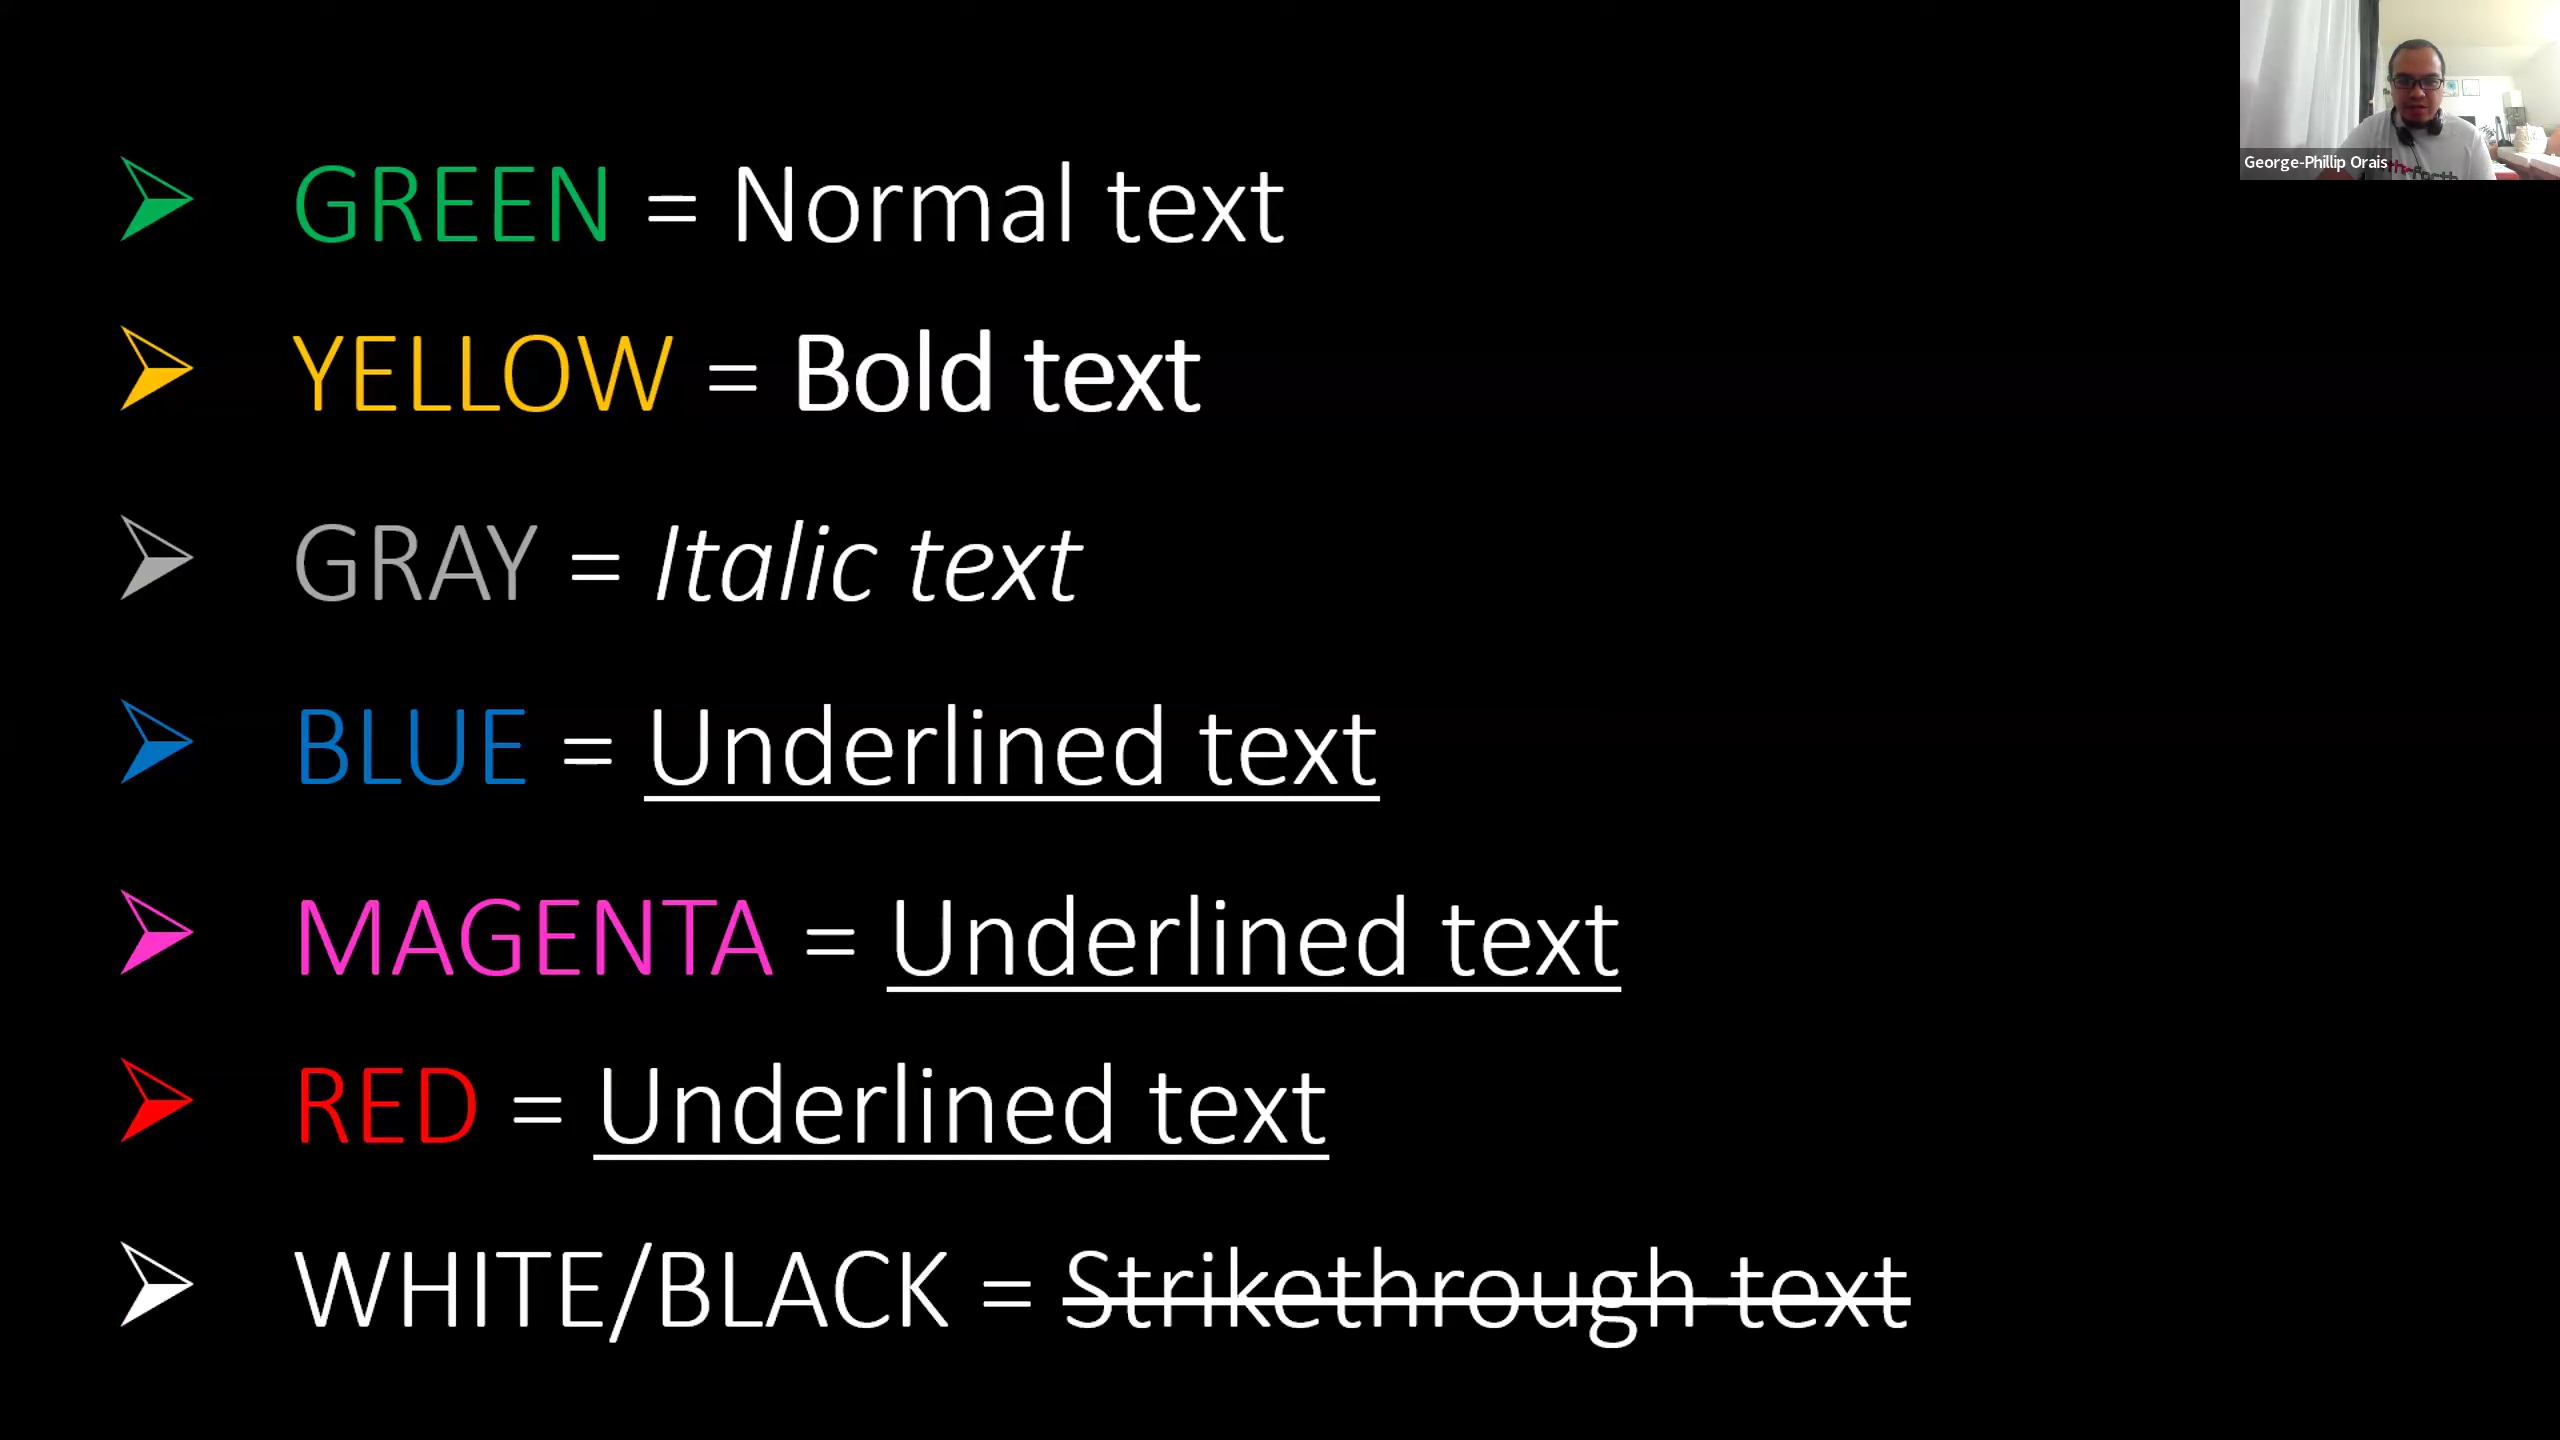 GREEN = Normal text
YELLOW = Bold text
GRAY = Italic text
BLUE = Underlined text
MAGENTA = Underlined text
RED = Underlined text
WHITE/BLACK = Strikethrough text
George-Phillip Orais